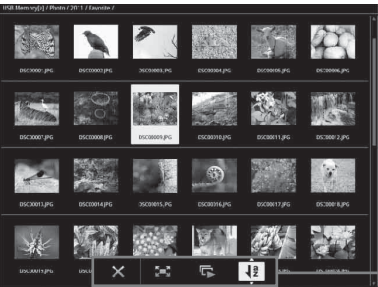 USB Memory[s] / Photo / 2011 / Favorite /
DSC00001.JPG DSC00002.JPG DSC00003.JPG DSC00004.JPG DSC00005.JPG DSC00006.JPG
DSC00007.JPG DSC00008.JPG DSC00009.JPG DSC00010.JPG DSC00011.JPG DSC00012.JPG
DSC00013.JPG DSC00014.JPG DSC00015.JPG DSC00016.JPG DSC00017.JPG DSC00018.JPG
DSC00019.JPG